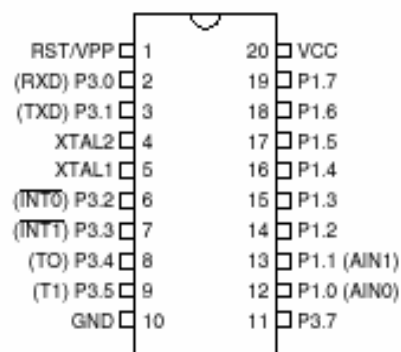 RST/VPP 1 20 VCC
(RXD) P3.0 2 19 P1.7
(TXD) P3.1 3 18 P1.6
XTAL2 4 17 P1.5
XTAL1 5 16 P1.4
(I̅N̅T̅0̅) P3.2 6 15 P1.3
(I̅N̅T̅1̅) P3.3 7 14 P1.2
(TO) P3.4 8 13 P1.1 (AIN1)
(T1) P3.5 9 12 P1.0 (AIN0)
GND 10 11 P3.7